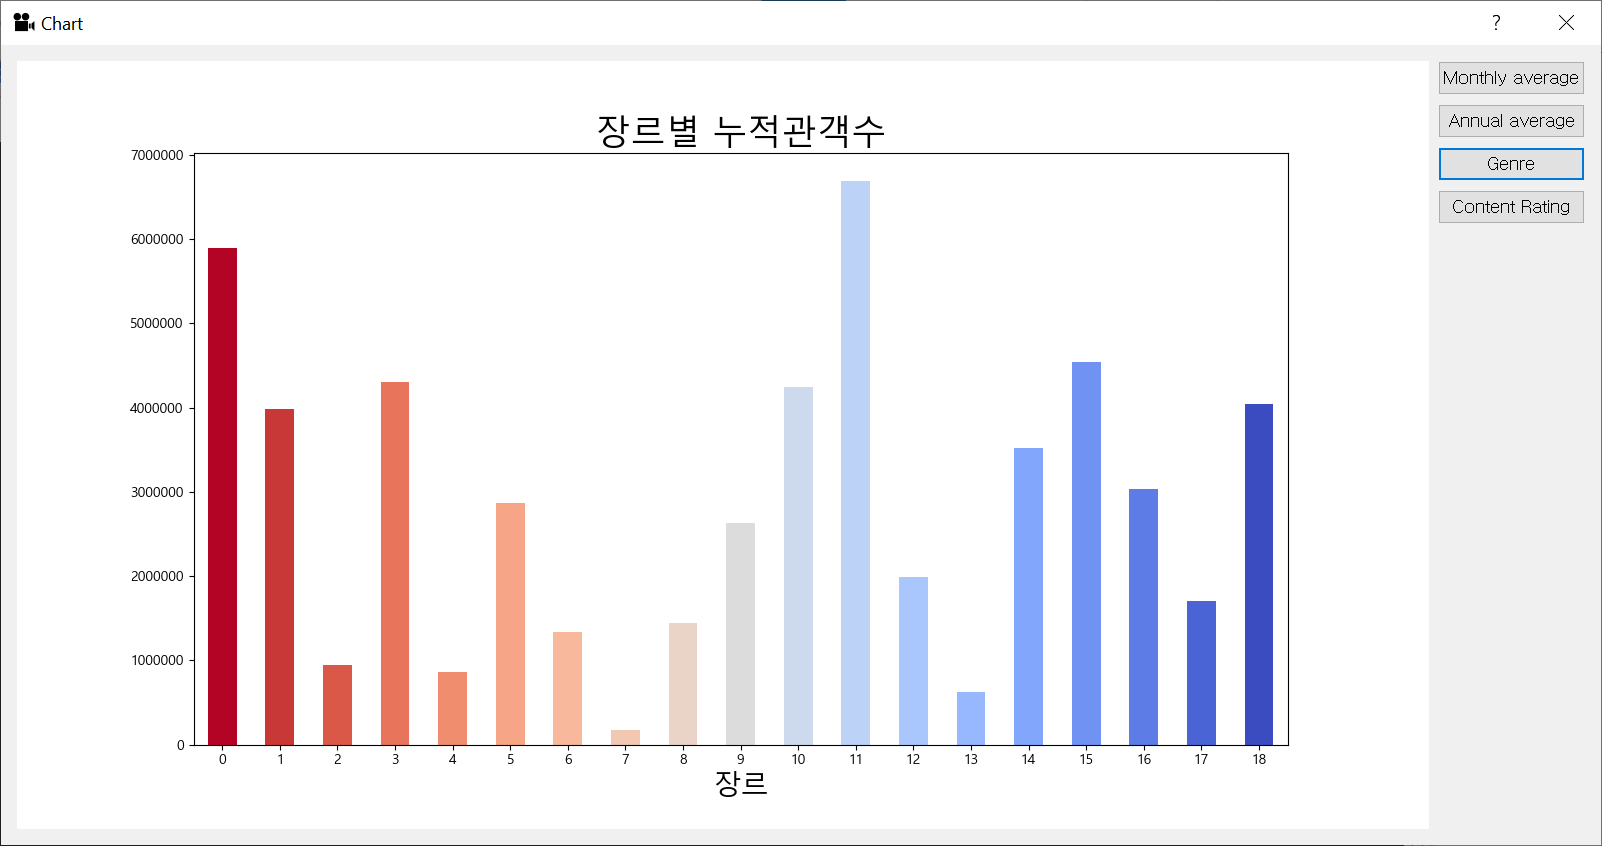 Chart
?
장르별 누적관객수
7000000
6000000
5000000
4000000
3000000
2000000
1000000
0
0 1 2 3 4 5 6 7 8 9 10 11 12 13 14 15 16 17 18
장르
Monthly average
Annual average
Genre
Content Rating